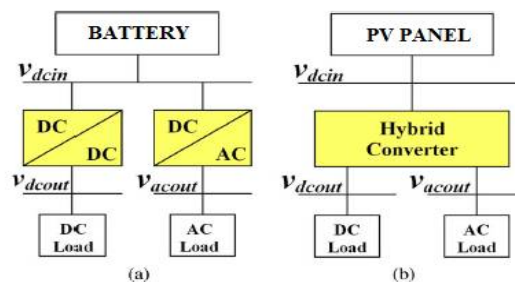 BATTERY
v_dcin
DC
DC
DC
AC
v_dcout
v_acout
DC
Load
AC
Load
(a)
PV PANEL
v_dcin
Hybrid
Converter
v_dcout
v_acout
DC
Load
AC
Load
(b)